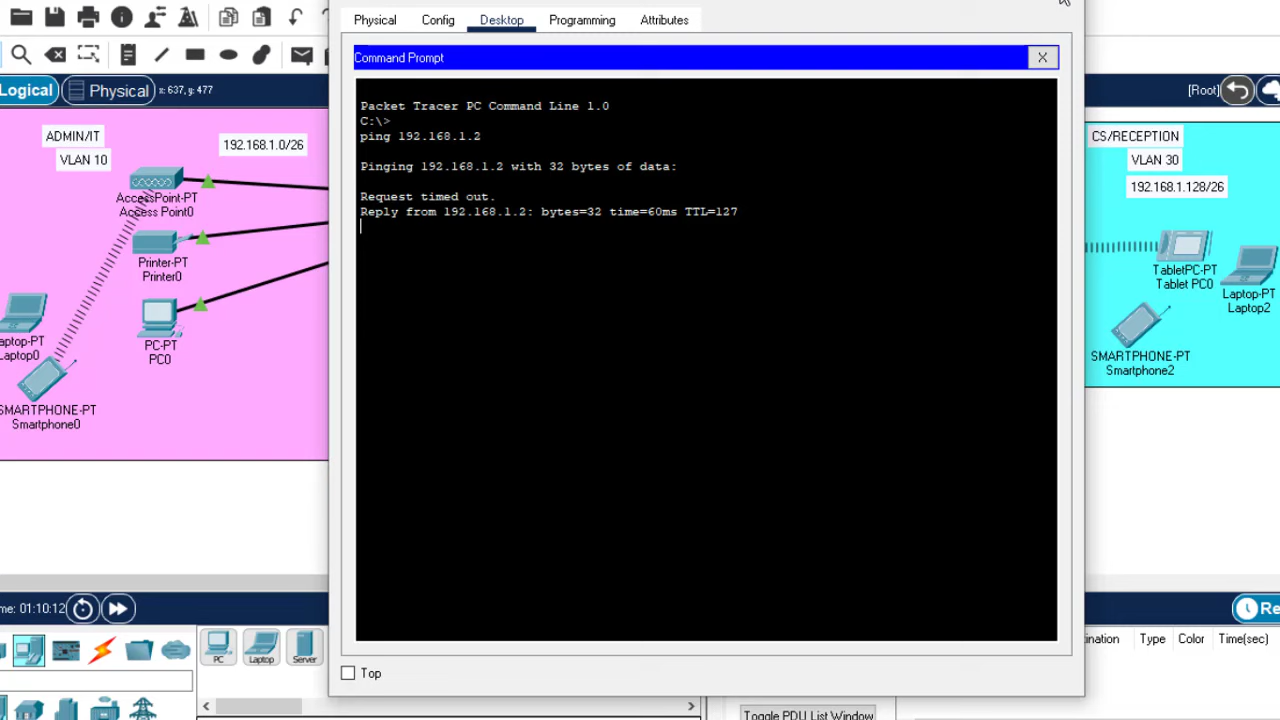 Physical Config Desktop Programming Attributes
Command Prompt
X
Logical Physical x: 637, y: 477
[Root]
Packet Tracer PC Command Line 1.0
C:\>
ping 192.168.1.2
Pinging 192.168.1.2 with 32 bytes of data:
Request timed out.
Reply from 192.168.1.2: bytes=32 time=60ms TTL=127
ADMIN/IT
VLAN 10
192.168.1.0/26
AccessPoint-PT
Access Point0
Printer-PT
Printer0
PC-PT
PC0
aptop-PT
Laptop0
SMARTPHONE-PT
Smartphone0
CS/RECEPTION
VLAN 30
192.168.1.128/26
TabletPC-PT
Tablet PC0
Laptop-PT
Laptop2
SMARTPHONE-PT
Smartphone2
me: 01:10:12
Re
PC Laptop Server
Top
ination Type Color Time(sec)
Toggle PDU List Window